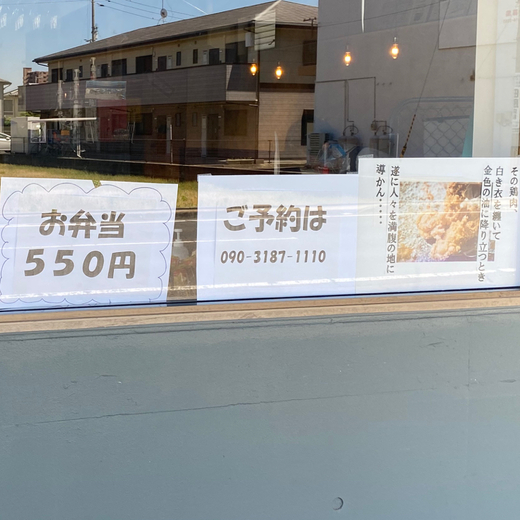 お弁当
550円
ご予約は
090-3187-1110
その鶏肉、
白き衣を纏いて
金色の油に降り立つとき
遂に人々を満腹の地に
導かん‥‥‥